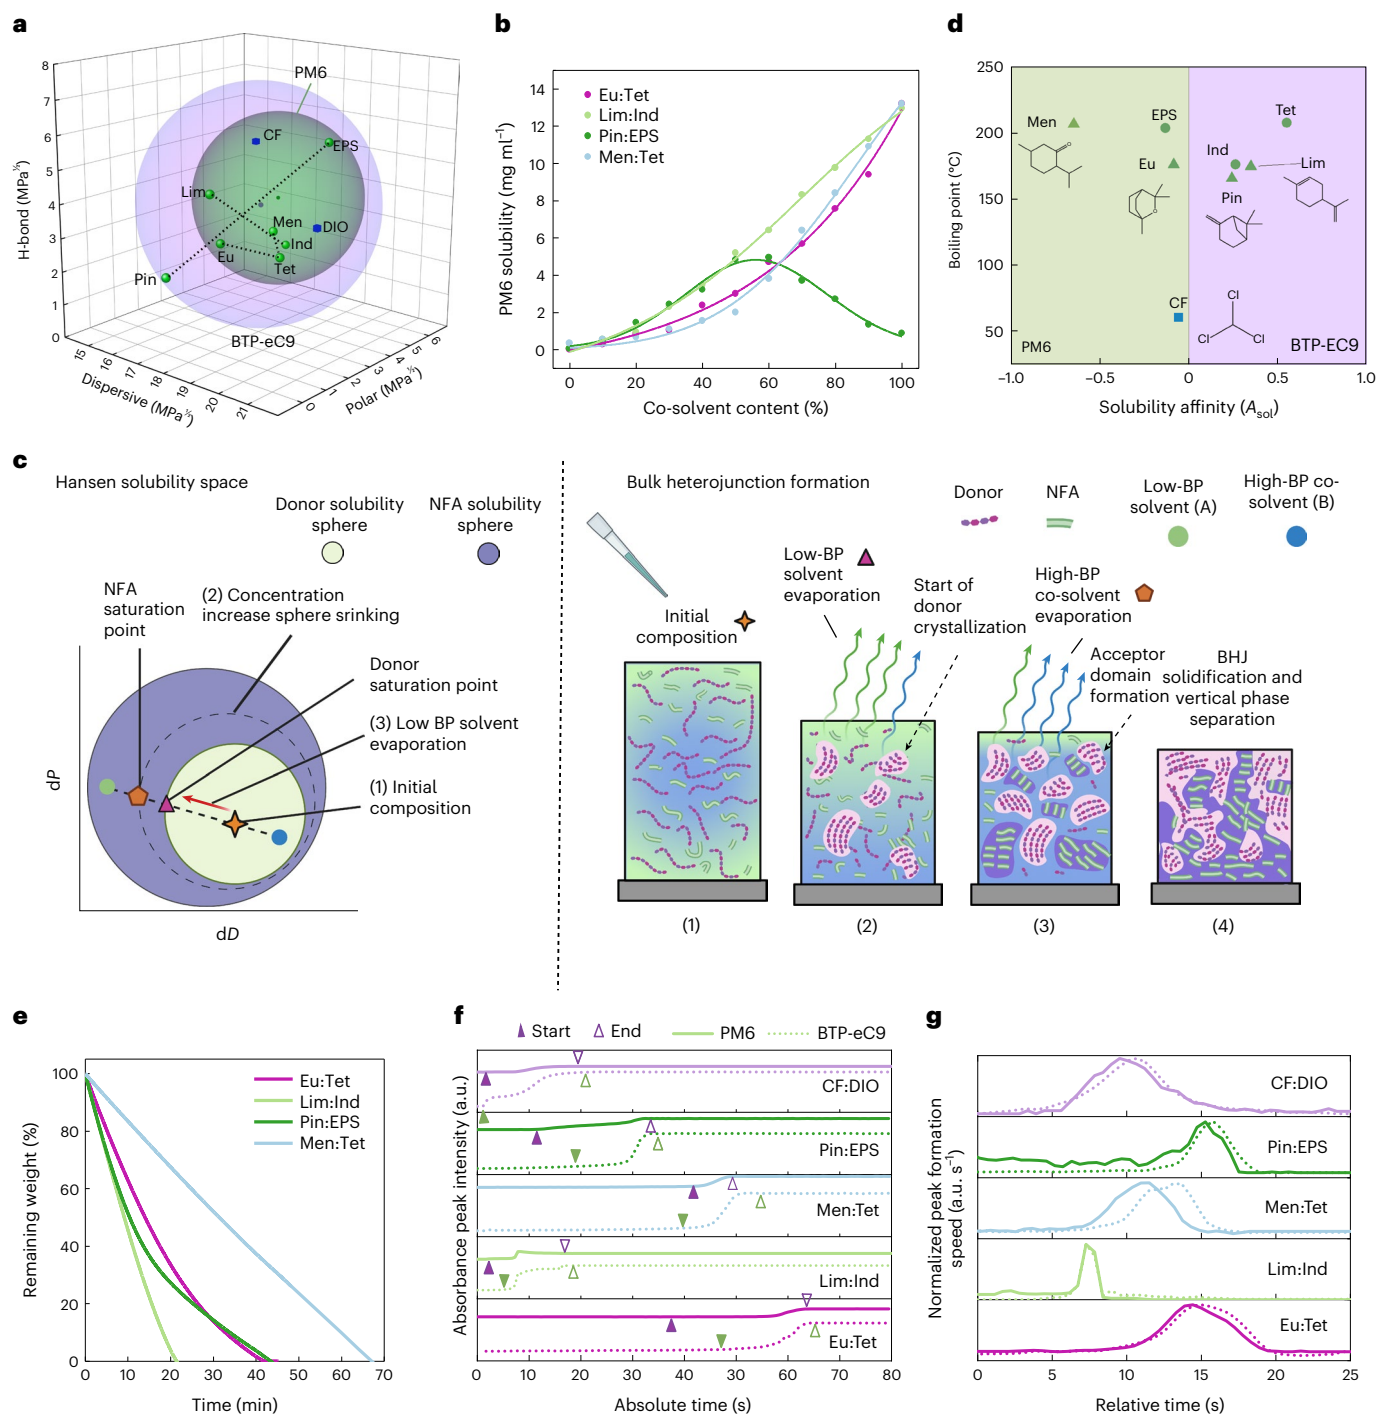 a
8
7
6
5
4
3
2
1
0
H-bond (MPa½)
15
16
17
18
19
20
21
Dispersive (MPa½)
0
1
2
3
4
5
6
Polar (MPa½)
PM6
CF
EPS
Lim
Men
DIO
Ind
Eu
Tet
Pin
BTP-eC9
b
14
12
10
8
6
4
2
0
PM6 solubility (mg ml⁻¹)
Eu:Tet
Lim:Ind
Pin:EPS
Men:Tet
0
20
40
60
80
100
Co-solvent content (%)
d
250
200
150
100
50
Boiling point (°C)
Men
EPS
Tet
Eu
Ind
Lim
Pin
O
O
CF
Cl
Cl
Cl
PM6
BTP-EC9
−1.0
−0.5
0
0.5
1.0
Solubility affinity (Asol)
c
Hansen solubility space
Donor solubility
sphere
NFA solubility
sphere
NFA
saturation
point
(2) Concentration
increase sphere srinking
Donor
saturation point
(3) Low BP solvent
evaporation
(1) Initial
composition
dP
dD
Bulk heterojunction formation
Donor
NFA
Low-BP
solvent (A)
High-BP co-
solvent (B)
Initial
composition
Low-BP
solvent
evaporation
Start of
donor
crystallization
High-BP
co-solvent
evaporation
Acceptor
domain
formation
BHJ
solidification and
vertical phase
separation
(1)
(2)
(3)
(4)
e
100
80
60
40
20
0
Remaining weight (%)
Eu:Tet
Lim:Ind
Pin:EPS
Men:Tet
0
10
20
30
40
50
60
70
Time (min)
f
Start
End
PM6
BTP-eC9
Absorbance peak intensity (a.u.)
CF:DIO
Pin:EPS
Men:Tet
Lim:Ind
Eu:Tet
0
10
20
30
40
50
60
70
80
Absolute time (s)
g
Normalized peak formation
speed (a.u. s⁻¹)
CF:DIO
Pin:EPS
Men:Tet
Lim:Ind
Eu:Tet
0
5
10
15
20
25
Relative time (s)